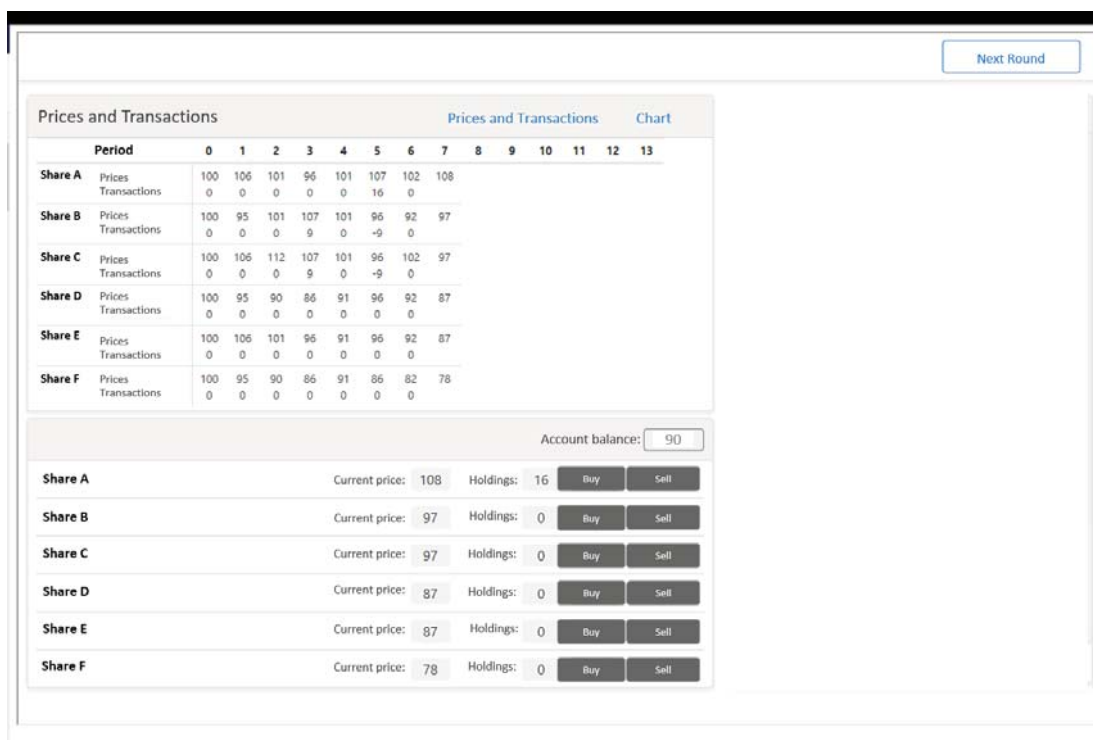 Next Round
Prices and Transactions Prices and Transactions Chart
Period 0 1 2 3 4 5 6 7 8 9 10 11 12 13
Share A Prices 100 106 101 96 101 107 102 108
Transactions 0 0 0 0 0 16 0
Share B Prices 100 95 101 107 101 96 92 97
Transactions 0 0 0 9 0 -9 0
Share C Prices 100 106 112 107 101 96 102 97
Transactions 0 0 0 9 0 -9 0
Share D Prices 100 95 90 86 91 96 92 87
Transactions 0 0 0 0 0 0 0
Share E Prices 100 106 101 96 91 96 92 87
Transactions 0 0 0 0 0 0 0
Share F Prices 100 95 90 86 91 86 82 78
Transactions 0 0 0 0 0 0 0
Account balance: 90
Share A Current price: 108 Holdings: 16 Buy Sell
Share B Current price: 97 Holdings: 0 Buy Sell
Share C Current price: 97 Holdings: 0 Buy Sell
Share D Current price: 87 Holdings: 0 Buy Sell
Share E Current price: 87 Holdings: 0 Buy Sell
Share F Current price: 78 Holdings: 0 Buy Sell